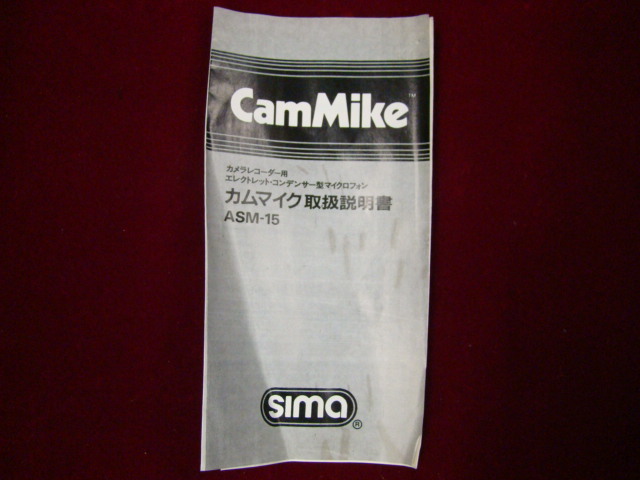 CamMike™
カメラレコーダー用
エレクトレット・コンデンサー型マイクロフォン
カムマイク取扱説明書
ASM-15
sima®